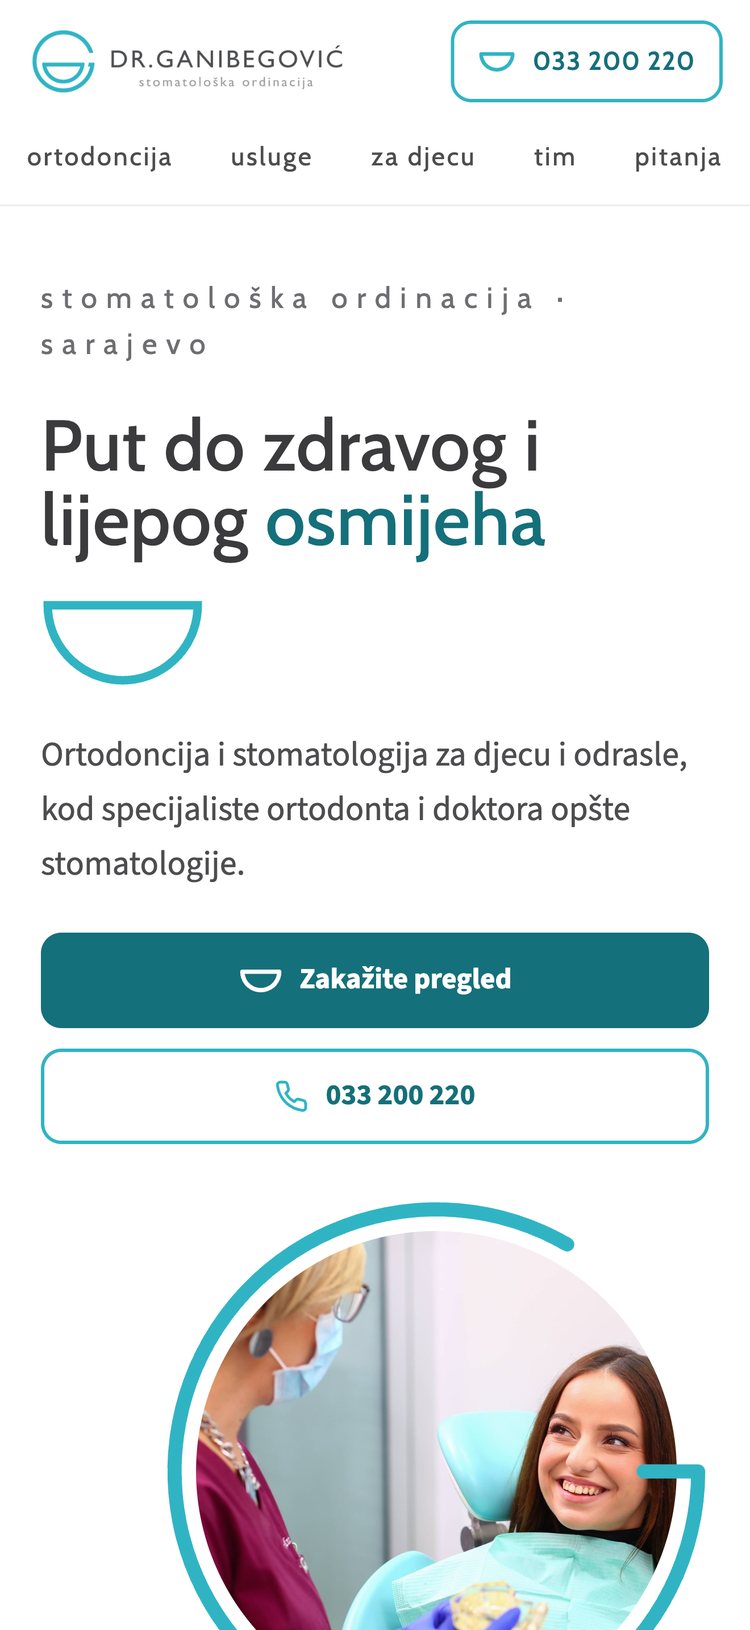 DR.GANIBEGOVIĆ
stomatološka ordinacija
033 200 220
ortodoncija usluge za djecu tim pitanja
stomatološka ordinacija ·
sarajevo
Put do zdravog i
lijepog osmijeha
Ortodoncija i stomatologija za djecu i odrasle,
kod specijaliste ortodonta i doktora opšte
stomatologije.
Zakažite pregled
033 200 220